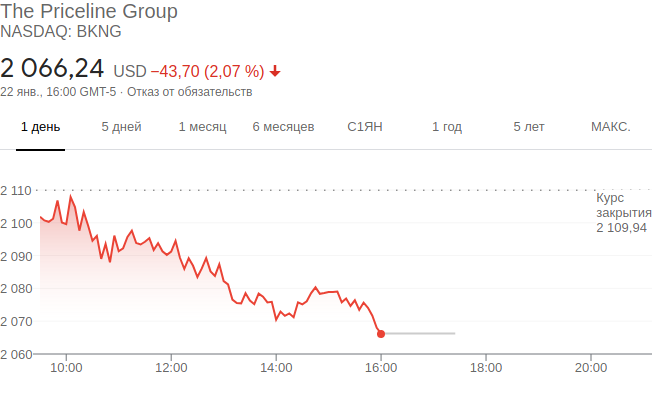 The Priceline Group
NASDAQ: BKNG
2 066,24 USD −43,70 (2,07 %)
22 янв., 16:00 GMT-5 · Отказ от обязательств
1 день 5 дней 1 месяц 6 месяцев С1ЯН 1 год 5 лет МАКС.
2 110
Курс
закрытия
2 109,94
2 100
2 090
2 080
2 070
2 060
10:00 12:00 14:00 16:00 18:00 20:00